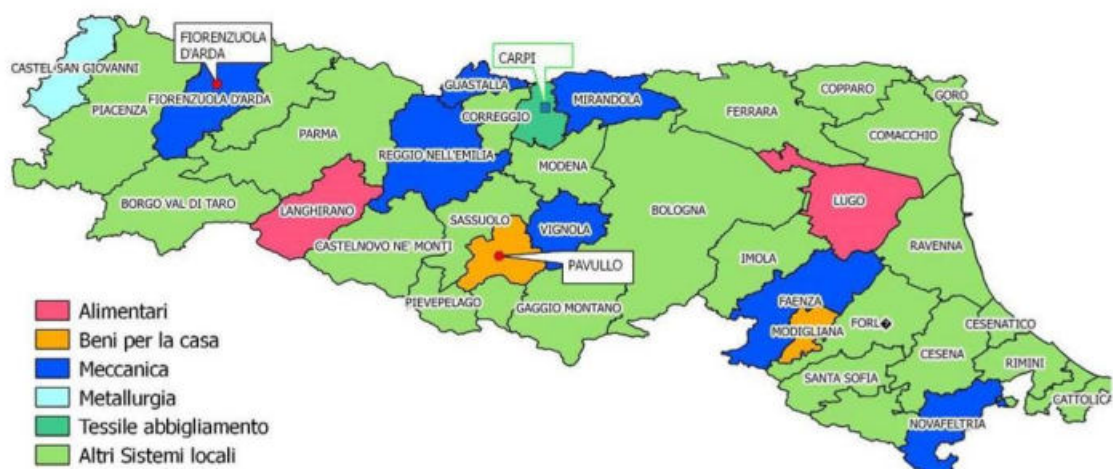 FIORENZUOLA
D'ARDA
CARPI
CASTEL SAN GIOVANNI
GUASTALLA
MIRANDOLA
COPPARO
GORO
PIACENZA
FIORENZUOLA D'ARDA
CORREGGIO
FERRARA
PARMA
COMACCHIO
REGGIO NELL'EMILIA
MODENA
BORGO VAL DI TARO
LANGHIRANO
SASSUOLO
BOLOGNA
LUGO
VIGNOLA
CASTELNOVO NE' MONTI
RAVENNA
IMOLA
PAVULLO
PIEVEPELAGO
GAGGIO MONTANO
FAENZA
MODIGLIANA
FORL�
CESENATICO
CESENA
RIMINI
SANTA SOFIA
CATTOLICA
NOVAFELTRIA
Alimentari
Beni per la casa
Meccanica
Metallurgia
Tessile abbigliamento
Altri Sistemi locali